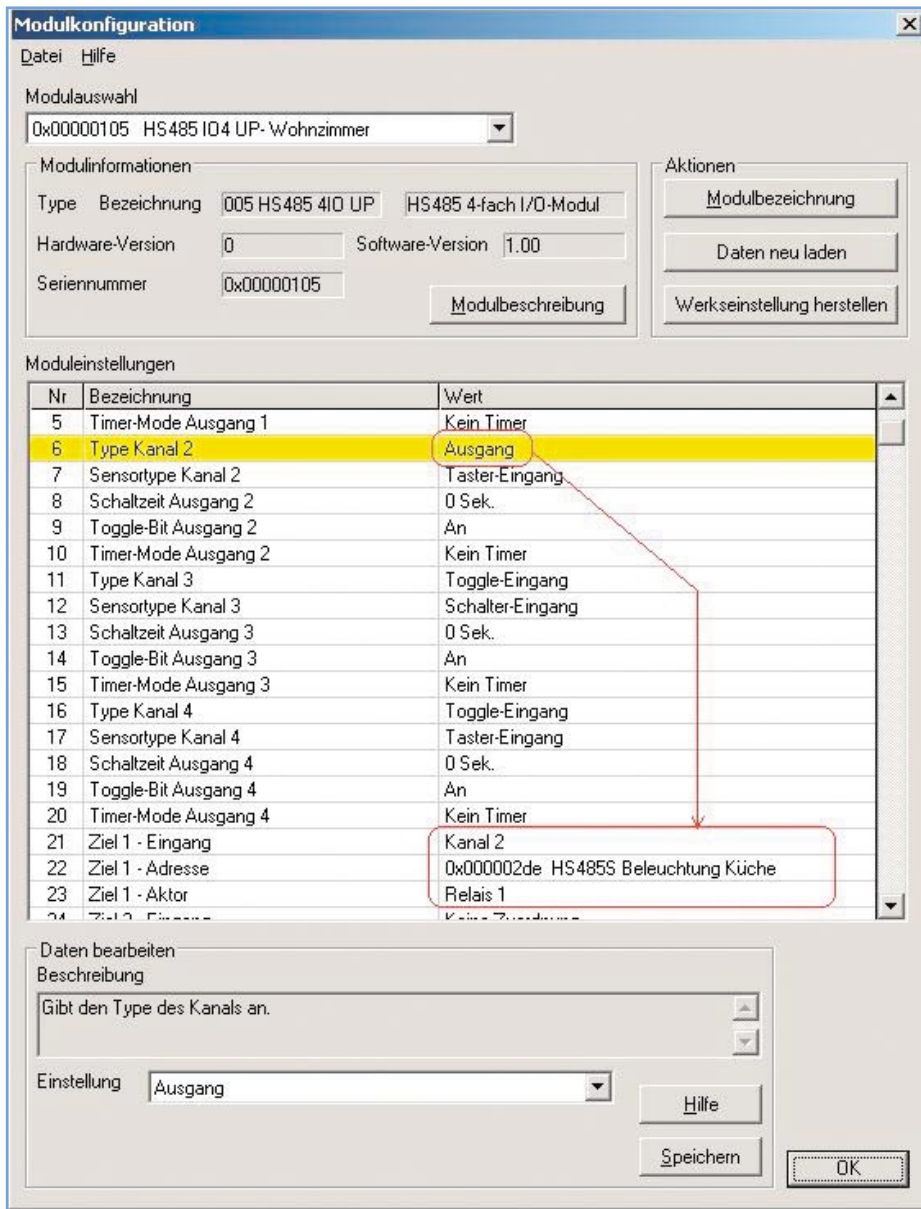 Modulkonfiguration
Datei Hilfe
Modulauswahl
0x00000105 HS485 IO4 UP- Wohnzimmer
Modulinformationen
Type Bezeichnung 005 HS485 4IO UP HS485 4-fach I/O-Modul
Hardware-Version 0 Software-Version 1.00
Seriennummer 0x00000105
Modulbeschreibung
Aktionen
Modulbezeichnung
Daten neu laden
Werkseinstellung herstellen
Moduleinstellungen
Nr Bezeichnung Wert
5 Timer-Mode Ausgang 1 Kein Timer
6 Type Kanal 2 Ausgang
7 Sensortype Kanal 2 Taster-Eingang
8 Schaltzeit Ausgang 2 0 Sek.
9 Toggle-Bit Ausgang 2 An
10 Timer-Mode Ausgang 2 Kein Timer
11 Type Kanal 3 Toggle-Eingang
12 Sensortype Kanal 3 Schalter-Eingang
13 Schaltzeit Ausgang 3 0 Sek.
14 Toggle-Bit Ausgang 3 An
15 Timer-Mode Ausgang 3 Kein Timer
16 Type Kanal 4 Toggle-Eingang
17 Sensortype Kanal 4 Taster-Eingang
18 Schaltzeit Ausgang 4 0 Sek.
19 Toggle-Bit Ausgang 4 An
20 Timer-Mode Ausgang 4 Kein Timer
21 Ziel 1 - Eingang Kanal 2
22 Ziel 1 - Adresse 0x000002de HS485S Beleuchtung Küche
23 Ziel 1 - Aktor Relais 1
24 Ziel 2 - Eingang Keine Zuordnung
Daten bearbeiten
Beschreibung
Gibt den Type des Kanals an.
Einstellung Ausgang
Hilfe
Speichern
OK